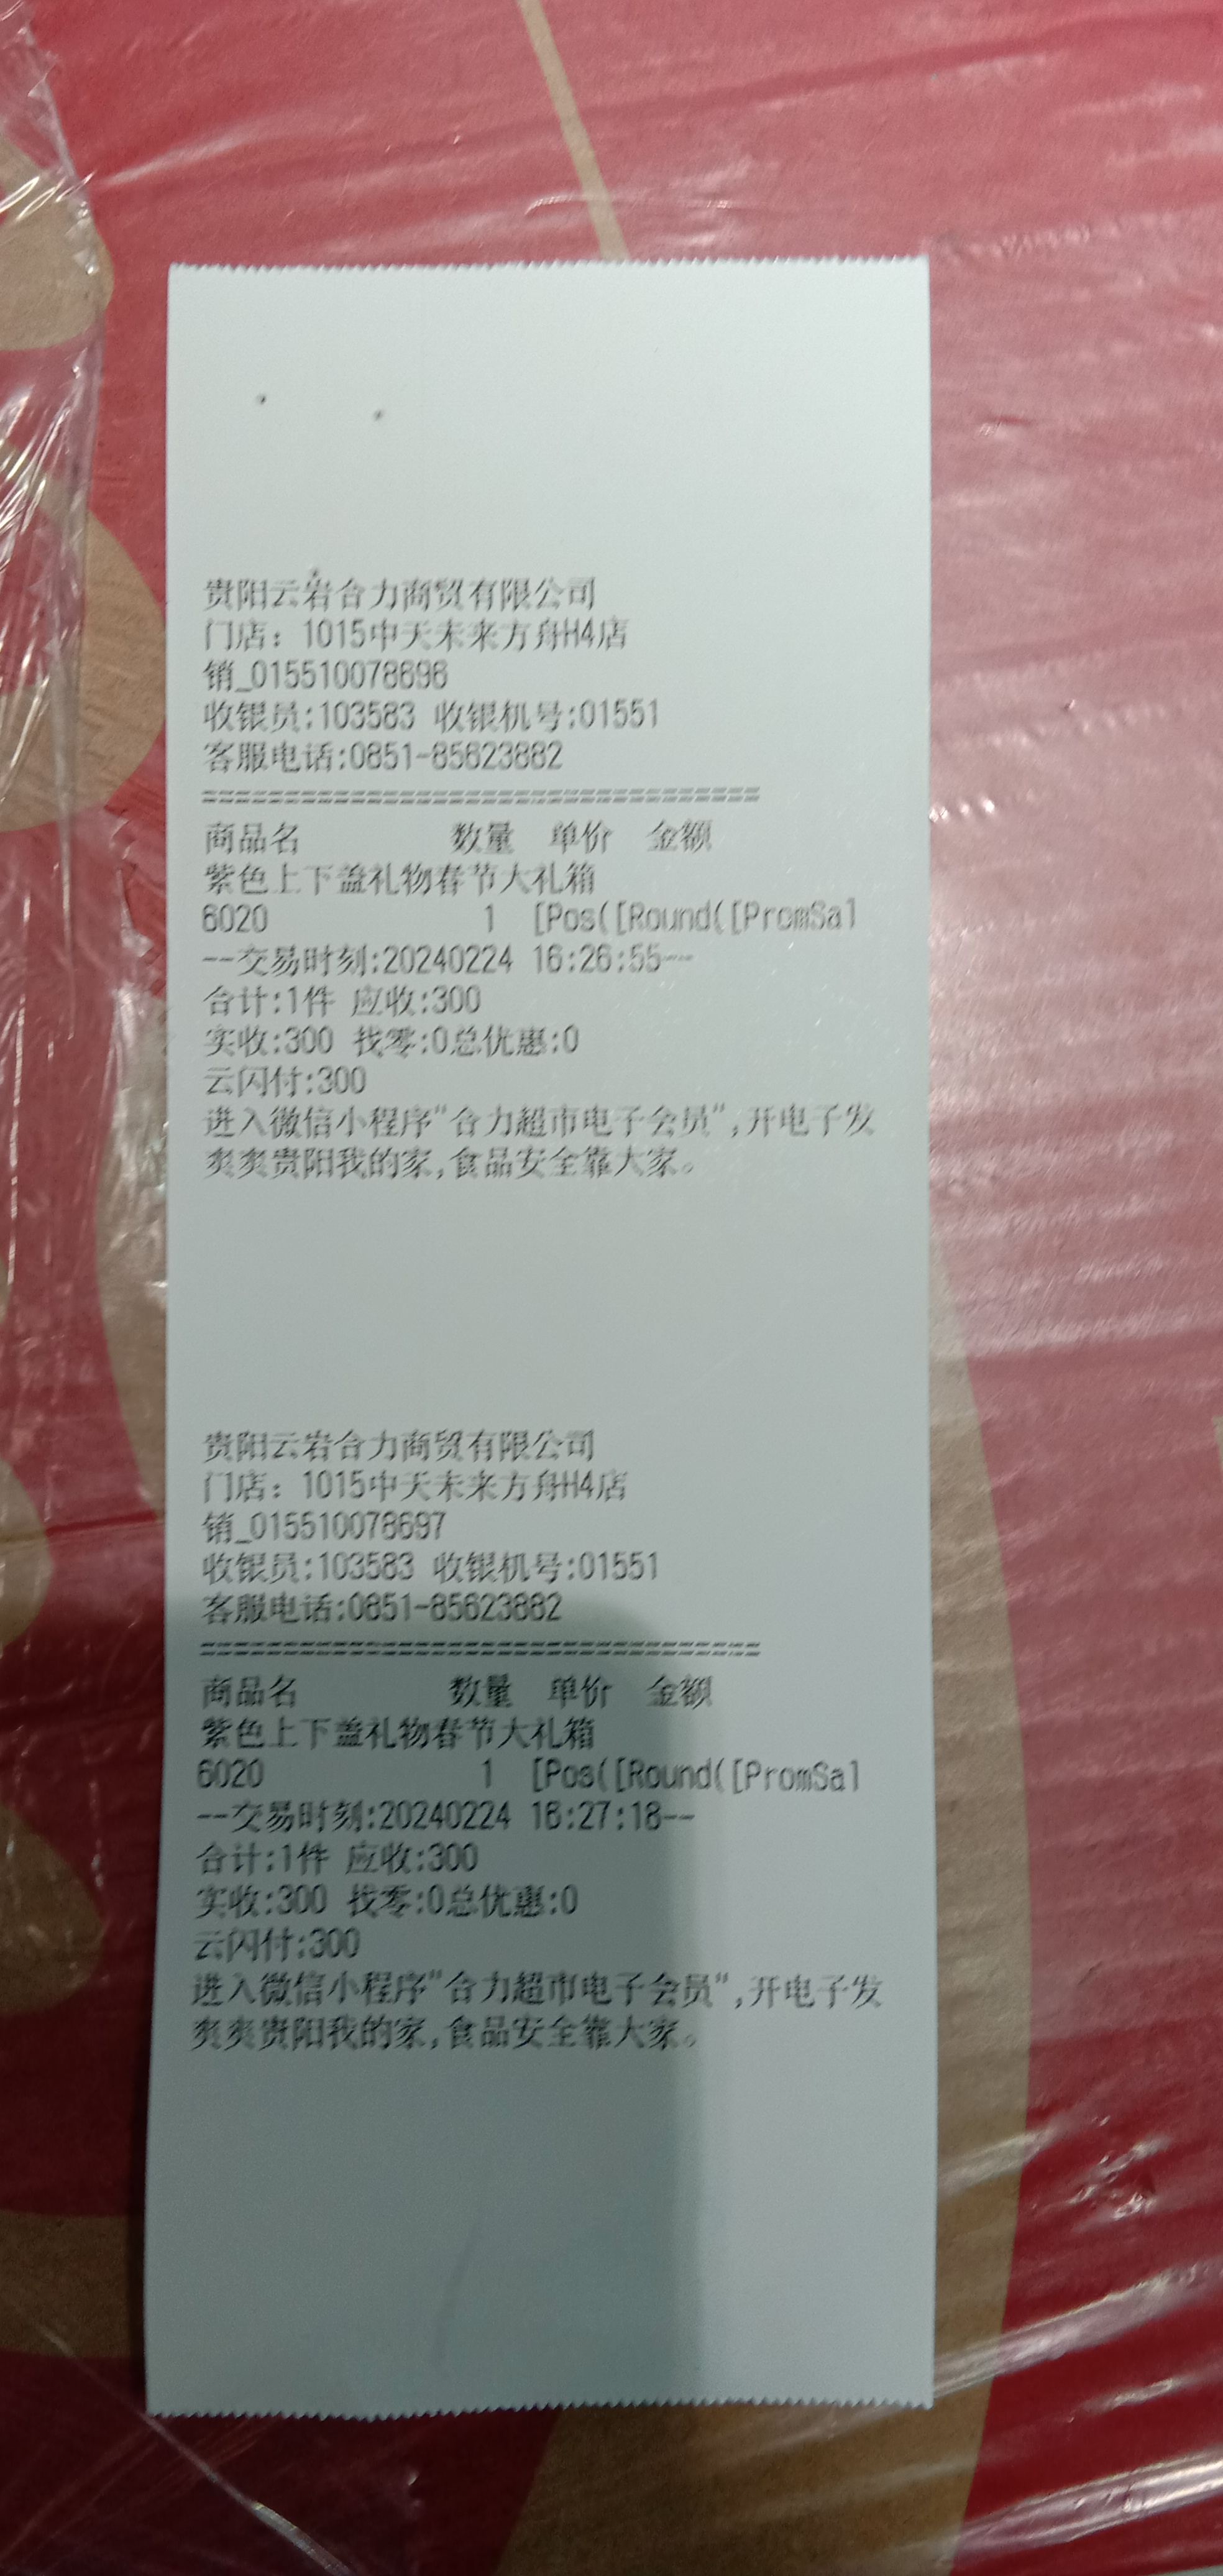 贵阳云岩合力商贸有限公司
门店：1015中天未来方舟H4店
销_015510078696
收银员:103583 收银机号:01551
客服电话:0851-85823882
==================================
商品名 数量 单价 金额
紫色上下盖礼物春节大礼箱
6020 1 [Pos([Round([PromSal
--交易时刻:20240224 16:26:55--
合计:1件 应收:300
实收:300 找零:0总优惠:0
云闪付:300
进入微信小程序"合力超市电子会员",开电子发
爽爽贵阳我的家,食品安全靠大家。
贵阳云岩合力商贸有限公司
门店：1015中天未来方舟H4店
销_015510078697
收银员:103583 收银机号:01551
客服电话:0851-85823882
==================================
商品名 数量 单价 金额
紫色上下盖礼物春节大礼箱
6020 1 [Pos([Round([PromSal
--交易时刻:20240224 16:27:18--
合计:1件 应收:300
实收:300 找零:0总优惠:0
云闪付:300
进入微信小程序"合力超市电子会员",开电子发
爽爽贵阳我的家,食品安全靠大家。